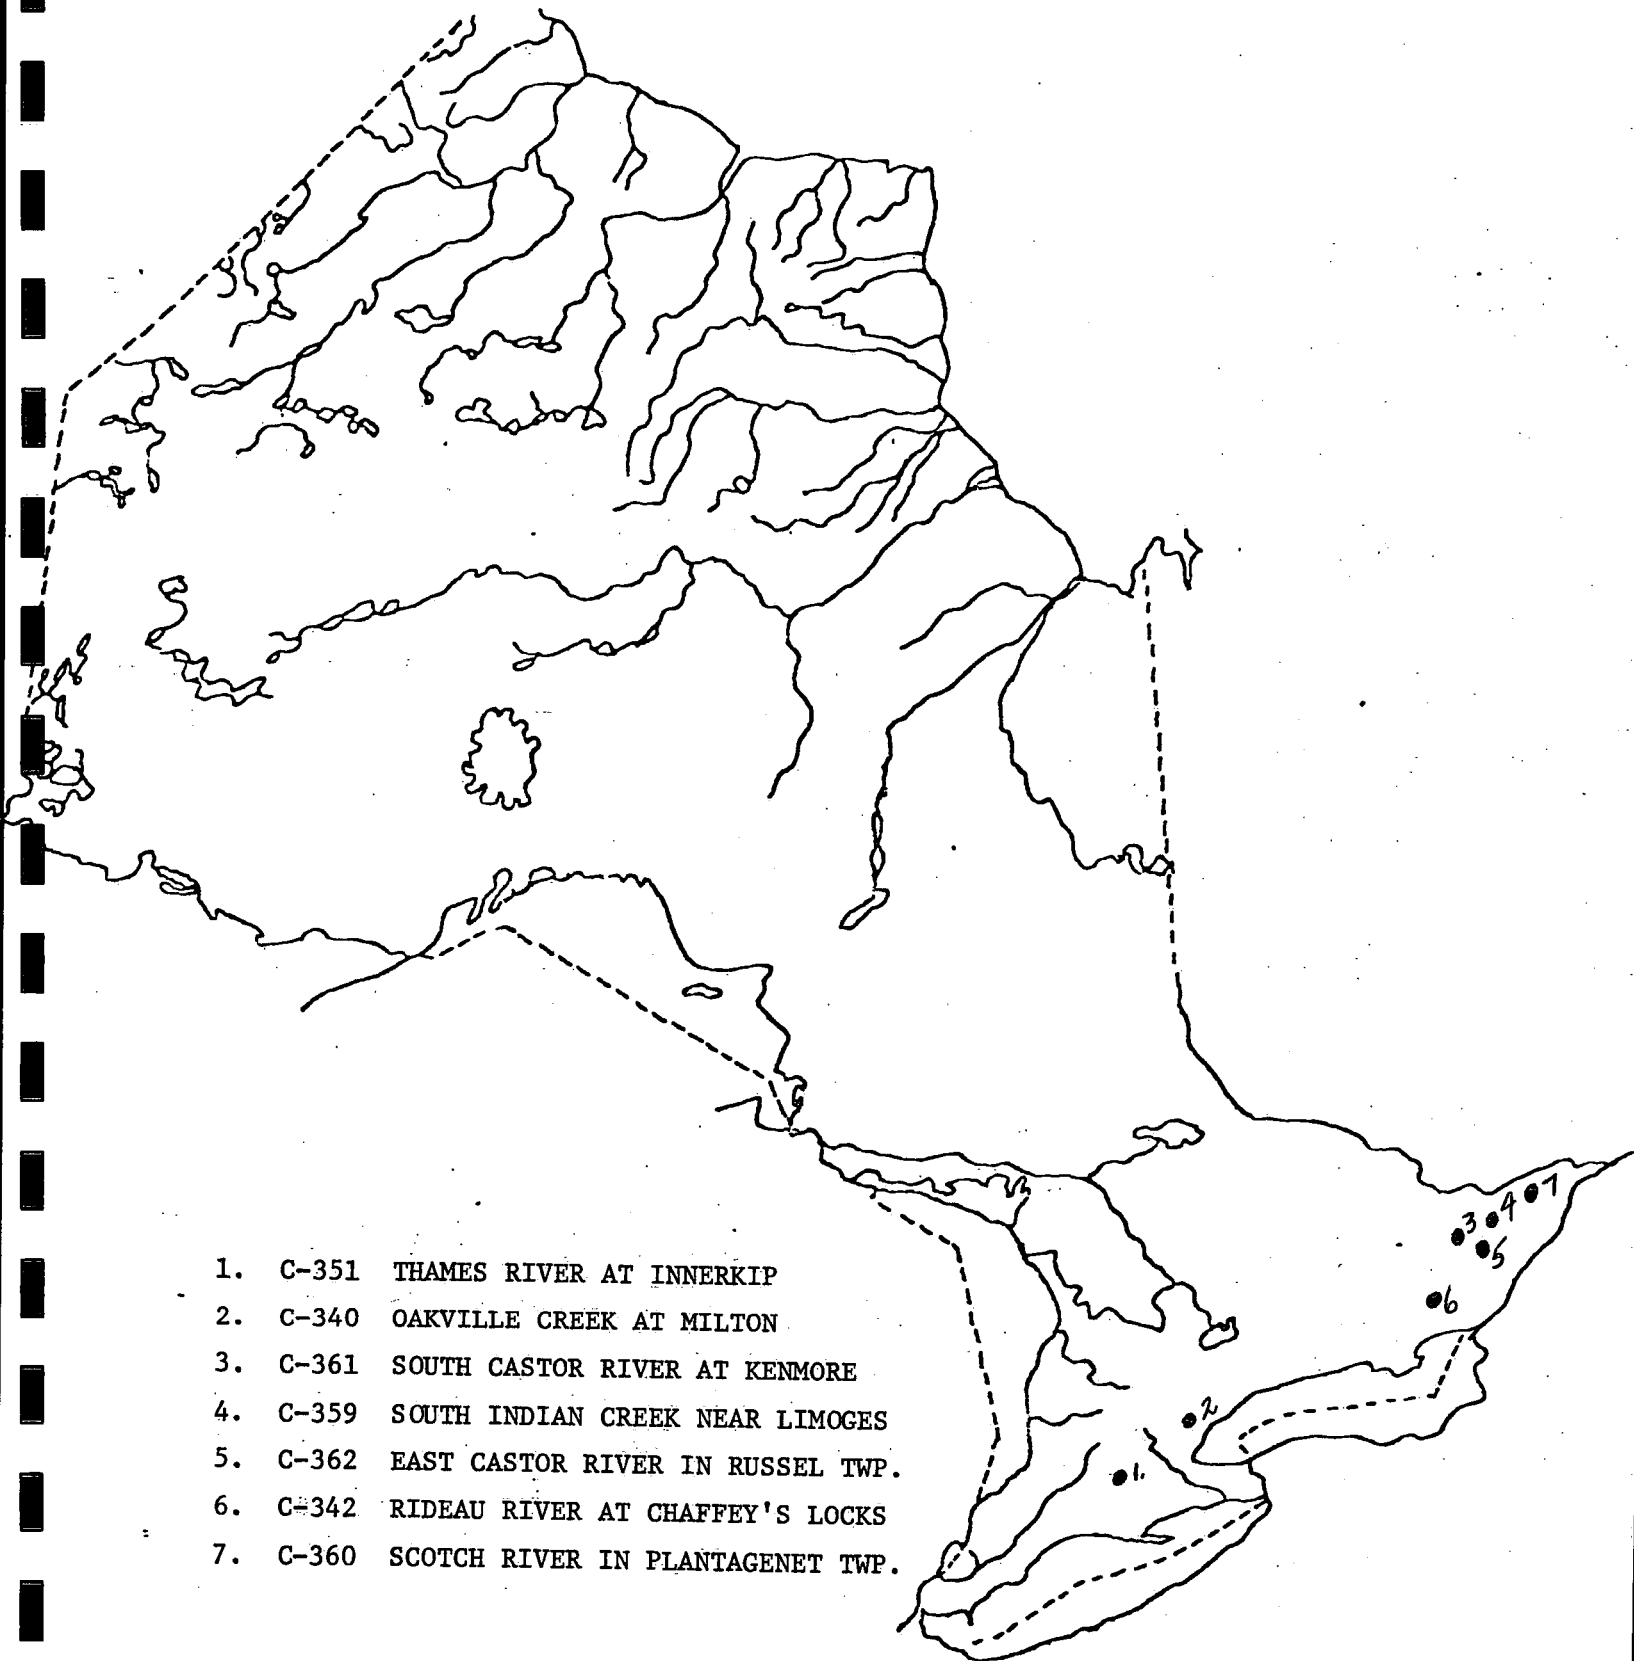 7
4
3
5
6
2
1.
1. C-351 THAMES RIVER AT INNERKIP
2. C-340 OAKVILLE CREEK AT MILTON
3. C-361 SOUTH CASTOR RIVER AT KENMORE
4. C-359 SOUTH INDIAN CREEK NEAR LIMOGES
5. C-362 EAST CASTOR RIVER IN RUSSEL TWP.
6. C-342 RIDEAU RIVER AT CHAFFEY'S LOCKS
7. C-360 SCOTCH RIVER IN PLANTAGENET TWP.